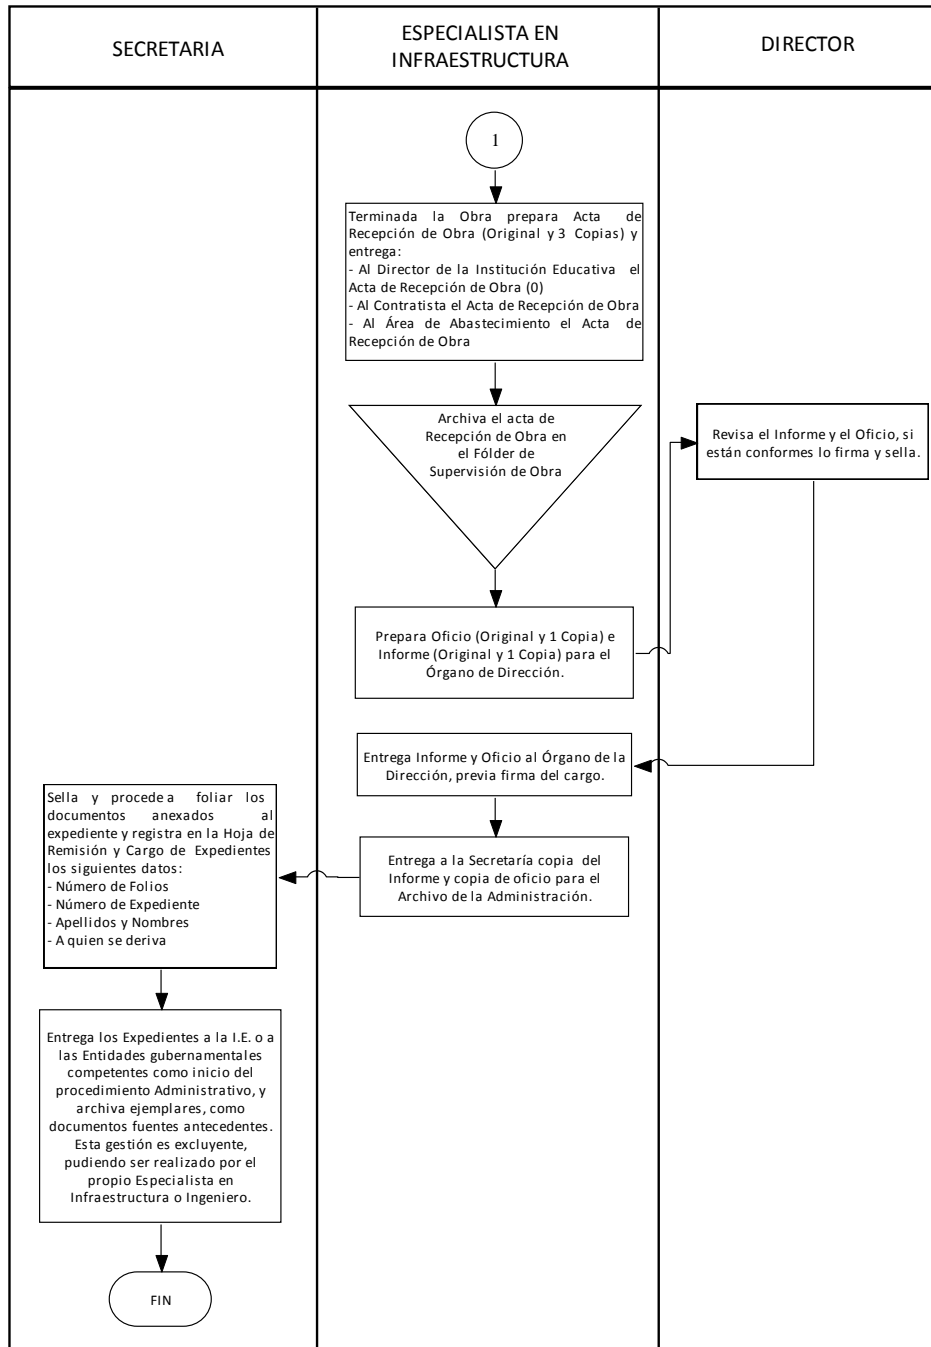 SECRETARIA
ESPECIALISTA EN
INFRAESTRUCTURA
DIRECTOR
1
Terminada la Obra prepara Acta de
Recepción de Obra (Original y 3 Copias) y
entrega:
- Al Director de la Institución Educativa el
Acta de Recepción de Obra (0)
- Al Contratista el Acta de Recepción de Obra
- Al Área de Abastecimiento el Acta de
Recepción de Obra
Archiva el acta de
Recepción de Obra en
el Fólder de
Supervisión de Obra
Revisa el Informe y el Oficio, si
están conformes lo firma y sella.
Prepara Oficio (Original y 1 Copia) e
Informe (Original y 1 Copia) para el
Órgano de Dirección.
Entrega Informe y Oficio al Órgano de la
Dirección, previa firma del cargo.
Entrega a la Secretaría copia del
Informe y copia de oficio para el
Archivo de la Administración.
Sella y procede a foliar los
documentos anexados al
expediente y registra en la Hoja de
Remisión y Cargo de Expedientes
los siguientes datos:
- Número de Folios
- Número de Expediente
- Apellidos y Nombres
- A quien se deriva
Entrega los Expedientes a la I.E. o a
las Entidades gubernamentales
competentes como inicio del
procedimiento Administrativo, y
archiva ejemplares, como
documentos fuentes antecedentes.
Esta gestión es excluyente,
pudiendo ser realizado por el
propio Especialista en
Infraestructura o Ingeniero.
FIN